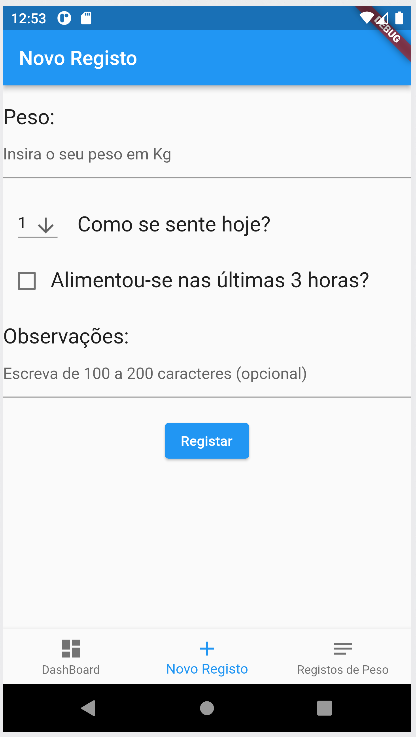 12:53
DEBUG
Novo Registo
Peso:
Insira o seu peso em Kg
1 Como se sente hoje?
Alimentou-se nas últimas 3 horas?
Observações:
Escreva de 100 a 200 caracteres (opcional)
Registar
DashBoard Novo Registo Registos de Peso